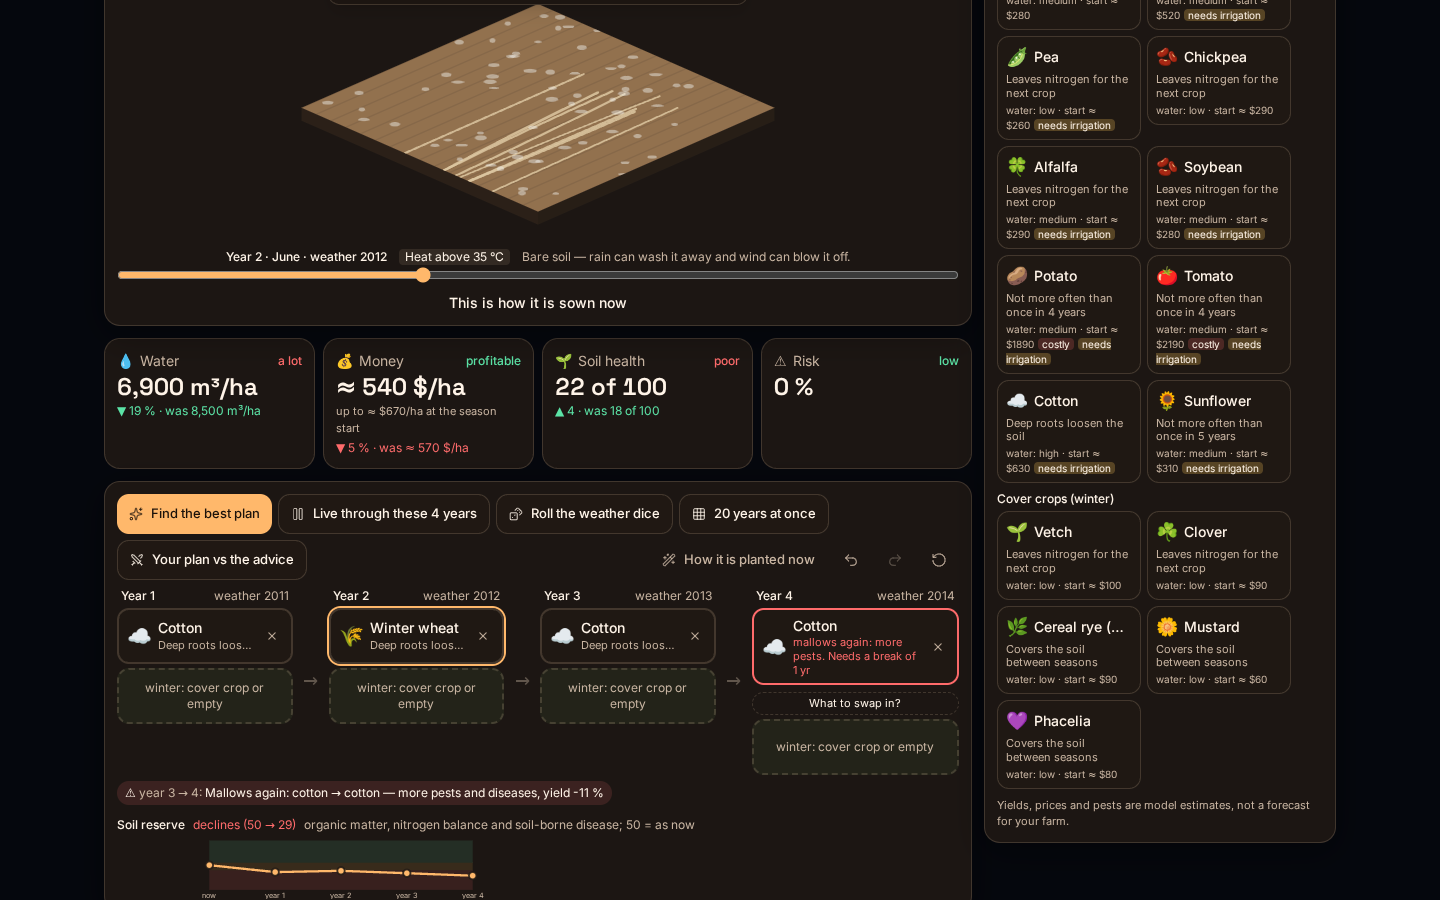 Year 2 · June · weather 2012 Heat above 35 °C Bare soil — rain can wash it away and wind can blow it off.
This is how it is sown now
Water a lot
6,900 m³/ha
▼ 19 % · was 8,500 m³/ha
Money profitable
≈ 540 $/ha
up to ≈ $670/ha at the season
start
▼ 5 % · was ≈ 570 $/ha
Soil health poor
22 of 100
▲ 4 · was 18 of 100
Risk low
0 %
Find the best plan
Live through these 4 years
Roll the weather dice
20 years at once
Your plan vs the advice
How it is planted now
Year 1 weather 2011
Cotton ×
Deep roots loos...
winter: cover crop or
empty
→
Year 2 weather 2012
Winter wheat ×
Deep roots loos...
winter: cover crop or
empty
→
Year 3 weather 2013
Cotton ×
Deep roots loos...
winter: cover crop or
empty
→
Year 4 weather 2014
Cotton ×
mallows again: more
pests. Needs a break of
1 yr
What to swap in?
winter: cover crop or empty
⚠ year 3 → 4: Mallows again: cotton → cotton — more pests and diseases, yield -11 %
Soil reserve declines (50 → 29) organic matter, nitrogen balance and soil-borne disease; 50 = as now
now year 1 year 2 year 3 year 4
water: medium · start ≈
$280
water: medium · start ≈
$520 needs irrigation
Pea
Leaves nitrogen for the
next crop
water: low · start ≈
$260 needs irrigation
Chickpea
Leaves nitrogen for the
next crop
water: low · start ≈ $290
Alfalfa
Leaves nitrogen for the
next crop
water: medium · start ≈
$290 needs irrigation
Soybean
Leaves nitrogen for the
next crop
water: medium · start ≈
$280 needs irrigation
Potato
Not more often than
once in 4 years
water: medium · start ≈
$1890 costly needs
irrigation
Tomato
Not more often than
once in 4 years
water: medium · start ≈
$2190 costly needs
irrigation
Cotton
Deep roots loosen the
soil
water: high · start ≈
$630 needs irrigation
Sunflower
Not more often than
once in 5 years
water: medium · start ≈
$310 needs irrigation
Cover crops (winter)
Vetch
Leaves nitrogen for the
next crop
water: low · start ≈ $100
Clover
Leaves nitrogen for the
next crop
water: low · start ≈ $90
Cereal rye (...
Covers the soil
between seasons
water: low · start ≈ $90
Mustard
Covers the soil
between seasons
water: low · start ≈ $60
Phacelia
Covers the soil
between seasons
water: low · start ≈ $80
Yields, prices and pests are model estimates, not a forecast
for your farm.